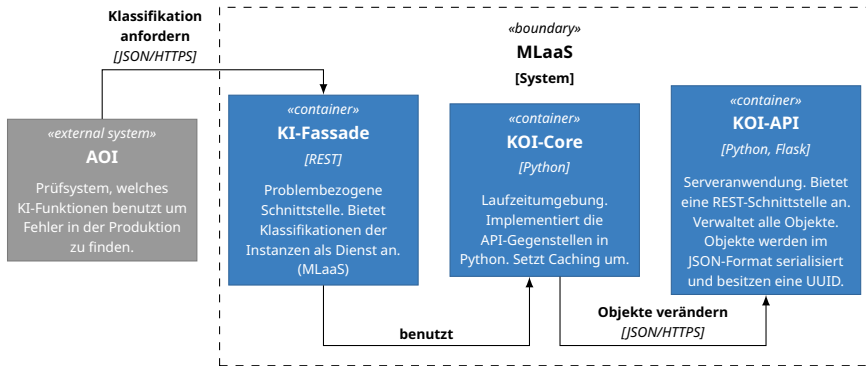 Klassifikation
anfordern
[JSON/HTTPS]
«boundary»
MLaaS
[System]
«external system»
AOI
Prüfsystem, welches
KI-Funktionen benutzt um
Fehler in der Produktion
zu finden.
«container»
KI-Fassade
[REST]
Problembezogene
Schnittstelle. Bietet
Klassifikationen der
Instanzen als Dienst an.
(MLaaS)
«container»
KOI-Core
[Python]
Laufzeitumgebung.
Implementiert die
API-Gegenstellen in
Python. Setzt Caching um.
«container»
KOI-API
[Python, Flask]
Serveranwendung. Bietet
eine REST-Schnittstelle an.
Verwaltet alle Objekte.
Objekte werden im
JSON-Format serialisiert
und besitzen eine UUID.
benutzt
Objekte verändern
[JSON/HTTPS]